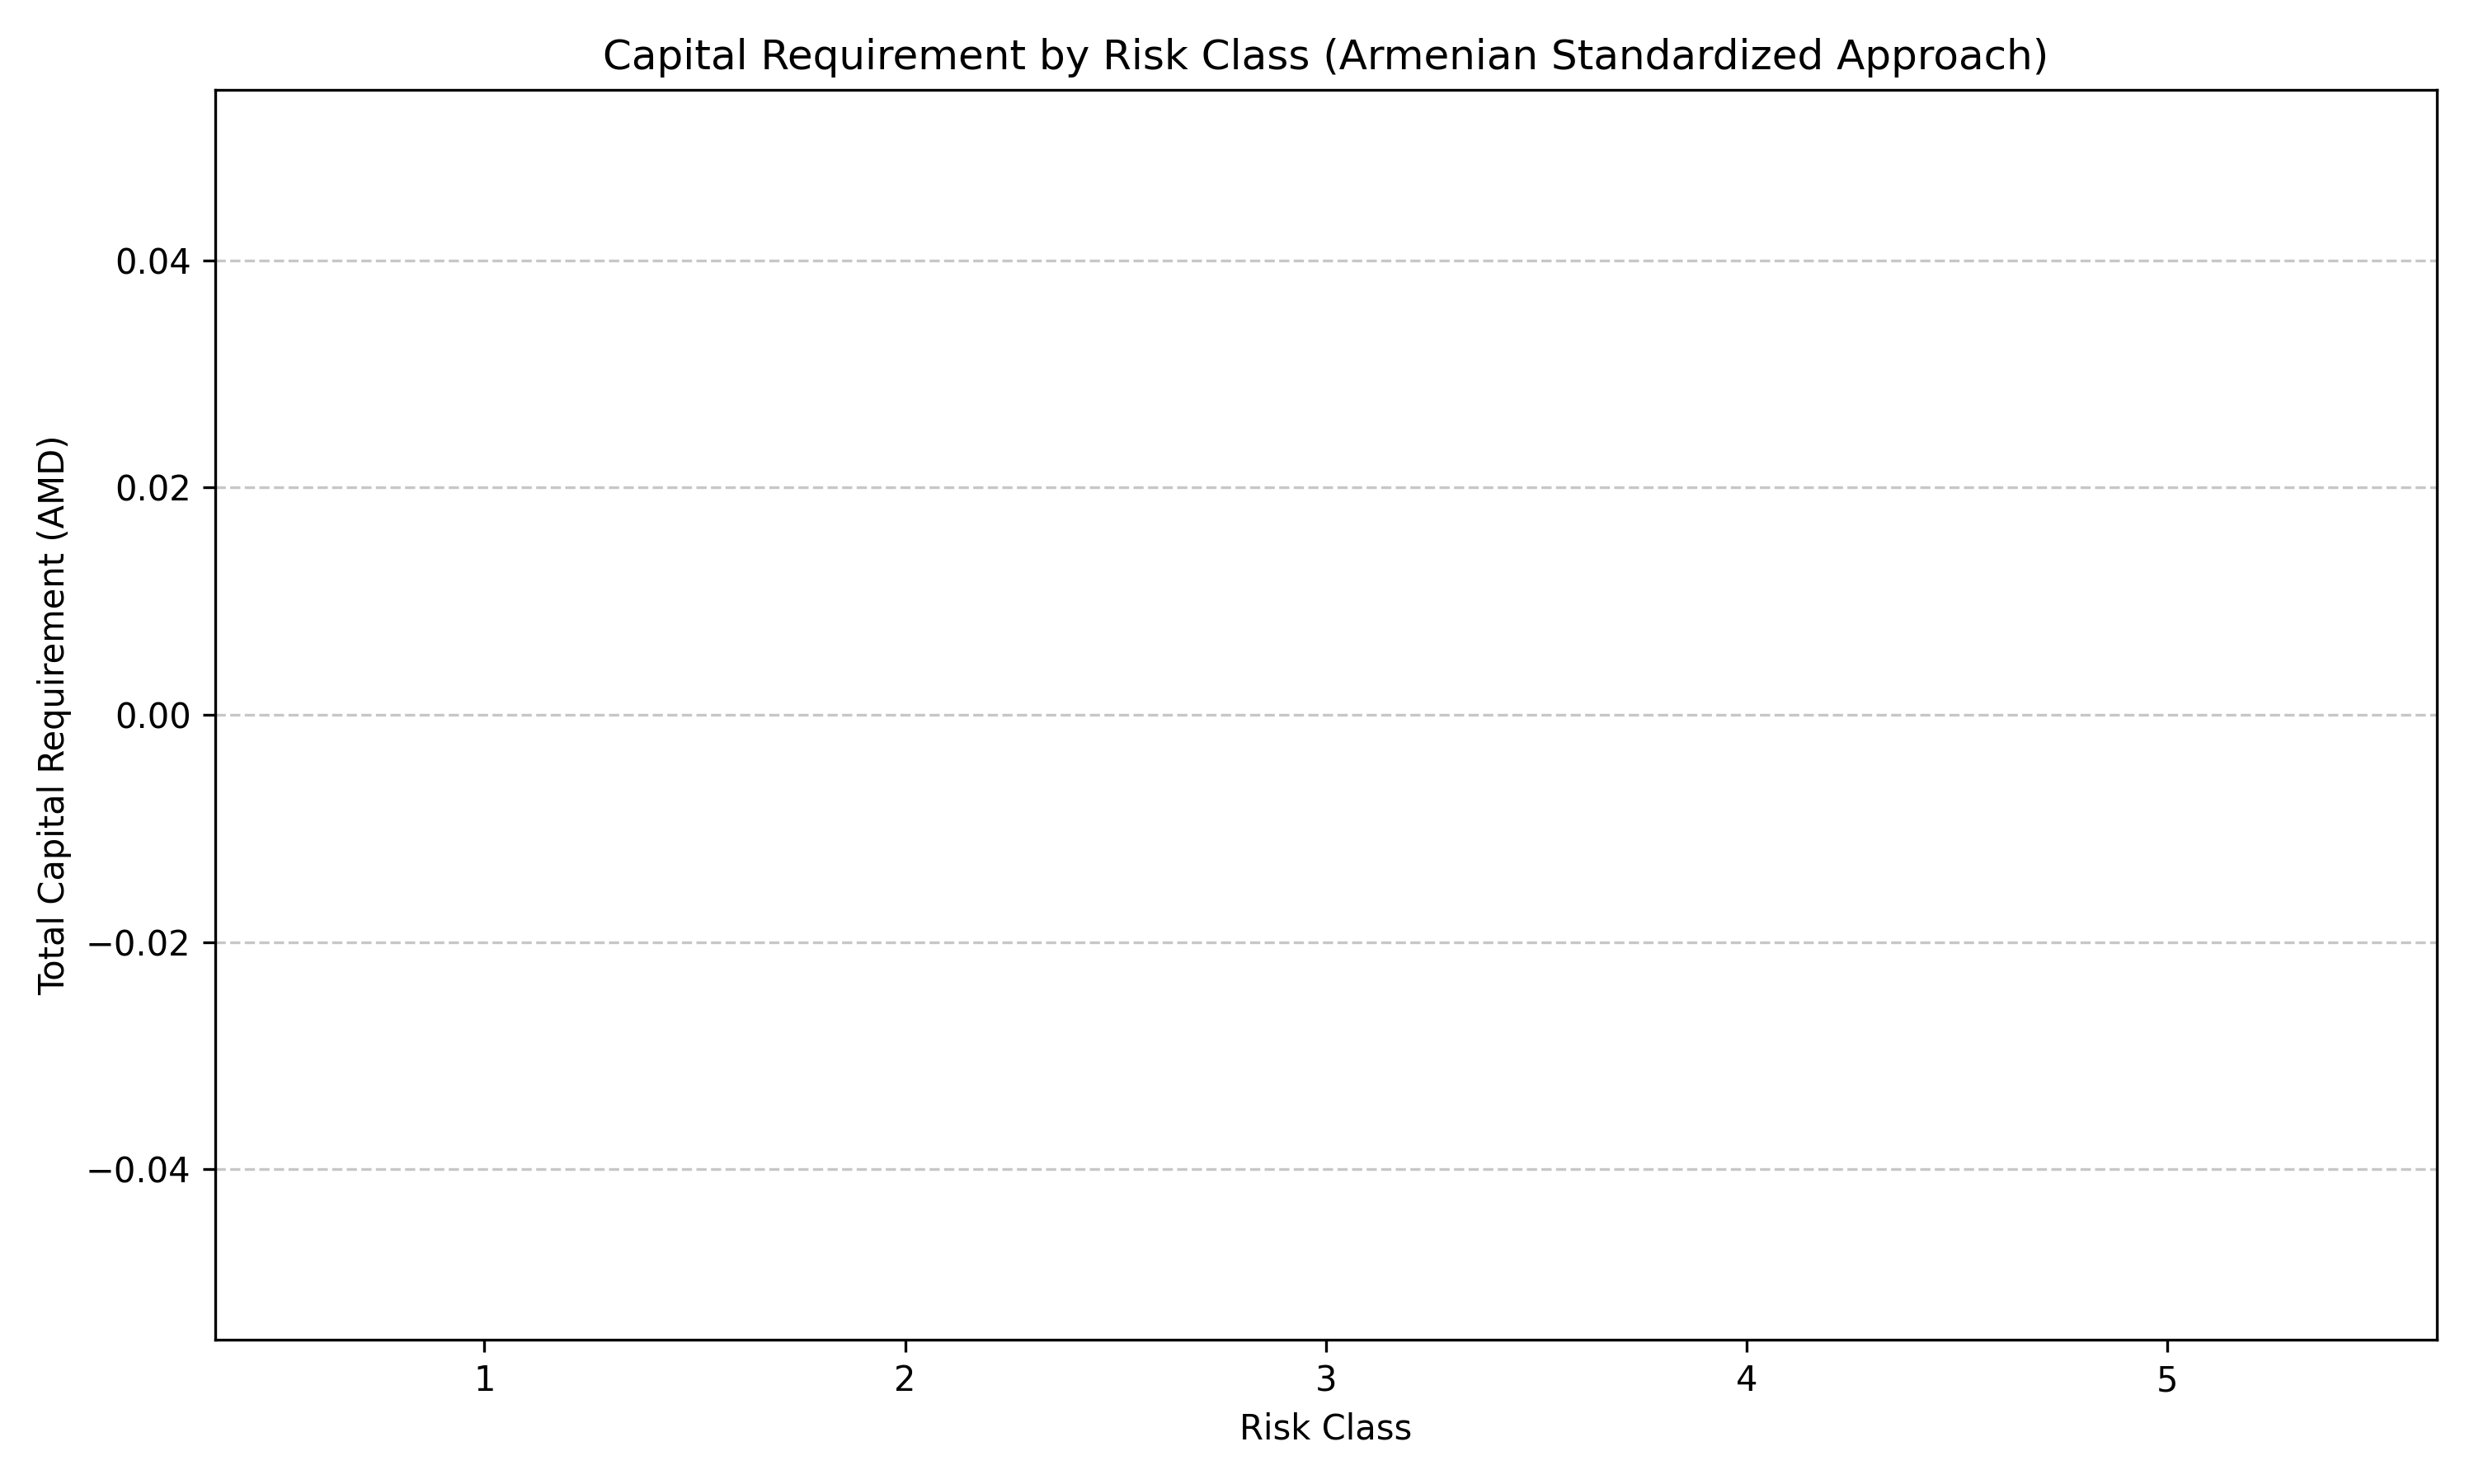 Capital Requirement by Risk Class (Armenian Standardized Approach)
Total Capital Requirement (AMD)
0.04
0.02
0.00
−0.02
−0.04
1 2 3 4 5
Risk Class